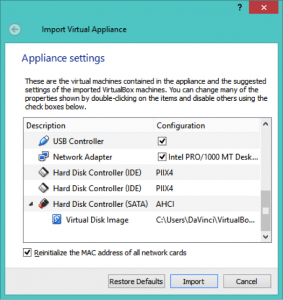 Import Virtual Appliance
Appliance settings
These are the virtual machines contained in the appliance and the suggested
settings of the imported VirtualBox machines. You can change many of the
properties shown by double-clicking on the items and disable others using the
check boxes below.
Description Configuration
USB Controller
Network Adapter Intel PRO/1000 MT Desk...
Hard Disk Controller (IDE) PIIX4
Hard Disk Controller (IDE) PIIX4
Hard Disk Controller (SATA) AHCI
Virtual Disk Image C:\Users\DaVinci\VirtualBo...
Reinitialize the MAC address of all network cards
Restore Defaults Import Cancel